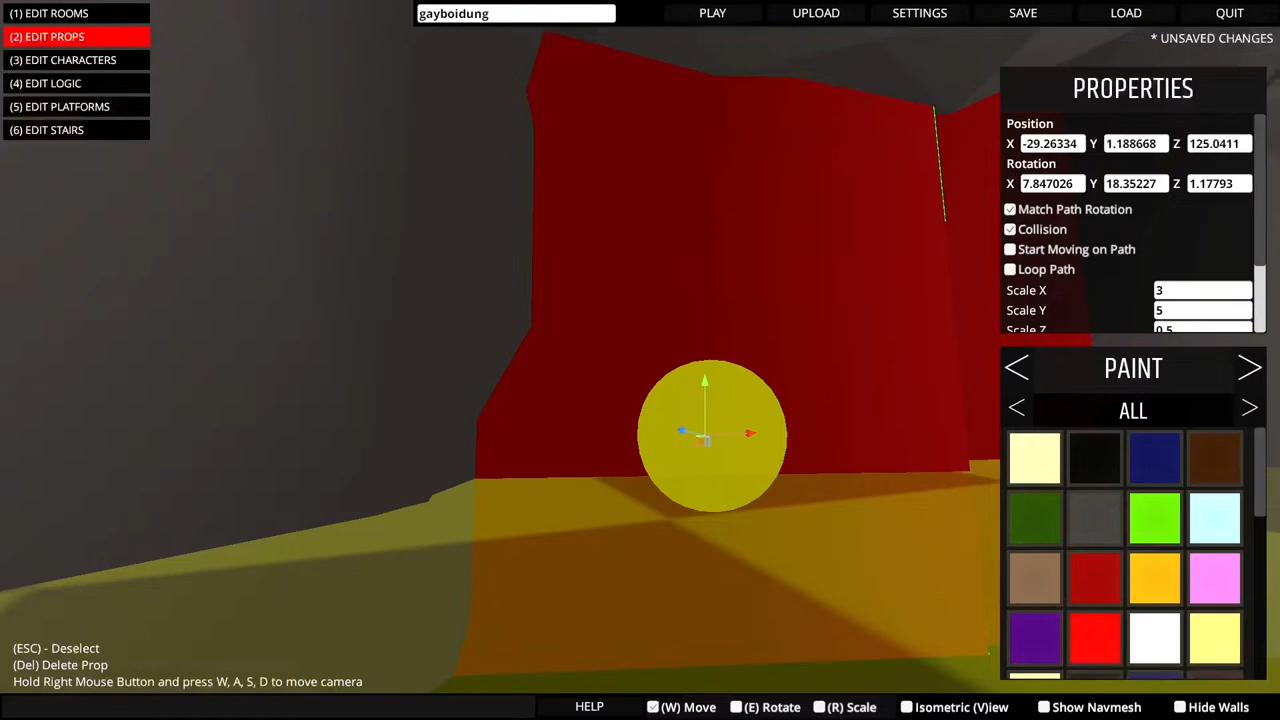 (1) EDIT ROOMS
gayboidung
PLAY
UPLOAD
SETTINGS
SAVE
LOAD
QUIT
(2) EDIT PROPS
* UNSAVED CHANGES
(3) EDIT CHARACTERS
(4) EDIT LOGIC
(5) EDIT PLATFORMS
(6) EDIT STAIRS
PROPERTIES
Position
X -29.26334 Y 1.188668 Z 125.0411
Rotation
X 7.847026 Y 18.35227 Z 1.17793
Match Path Rotation
Collision
Start Moving on Path
Loop Path
Scale X 3
Scale Y 5
Scale Z 0.5
PAINT
ALL
(ESC) - Deselect
(Del) Delete Prop
Hold Right Mouse Button and press W, A, S, D to move camera
HELP
(W) Move
(E) Rotate
(R) Scale
Isometric (V)iew
Show Navmesh
Hide Walls